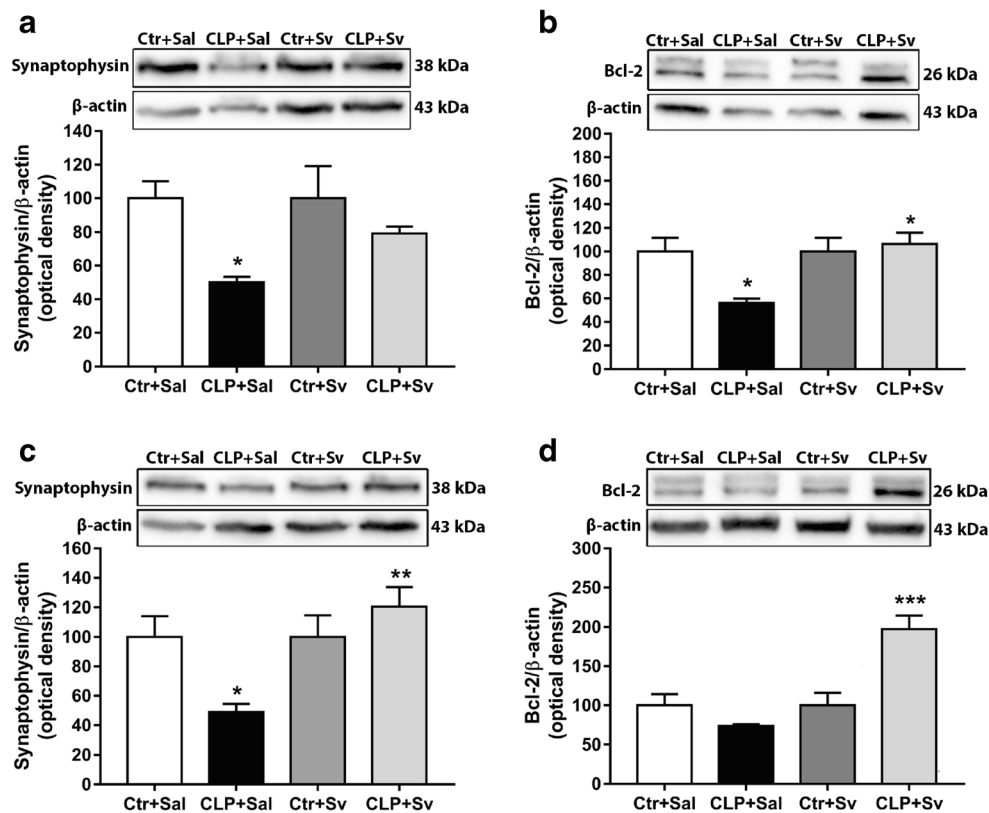 a
Ctr+Sal CLP+Sal Ctr+Sv CLP+Sv
Synaptophysin 38 kDa
β-actin 43 kDa
Synaptophysin/β-actin
(optical density)
140
120
100
80
60
40
20
0
*
Ctr+Sal CLP+Sal Ctr+Sv CLP+Sv
b
Ctr+Sal CLP+Sal Ctr+Sv CLP+Sv
Bcl-2 26 kDa
β-actin 43 kDa
Bcl-2/β-actin
(optical density)
200
180
160
140
120
100
80
60
40
20
0
*
*
Ctr+Sal CLP+Sal Ctr+Sv CLP+Sv
c
Ctr+Sal CLP+Sal Ctr+Sv CLP+Sv
Synaptophysin 38 kDa
β-actin 43 kDa
Synaptophysin/β-actin
(optical density)
160
140
120
100
80
60
40
20
0
*
**
Ctr+Sal CLP+Sal Ctr+Sv CLP+Sv
d
Ctr+Sal CLP+Sal Ctr+Sv CLP+Sv
Bcl-2 26 kDa
β-actin 43 kDa
Bcl-2/β-actin
(optical density)
300
250
200
150
100
50
0
***
Ctr+Sal CLP+Sal Ctr+Sv CLP+Sv